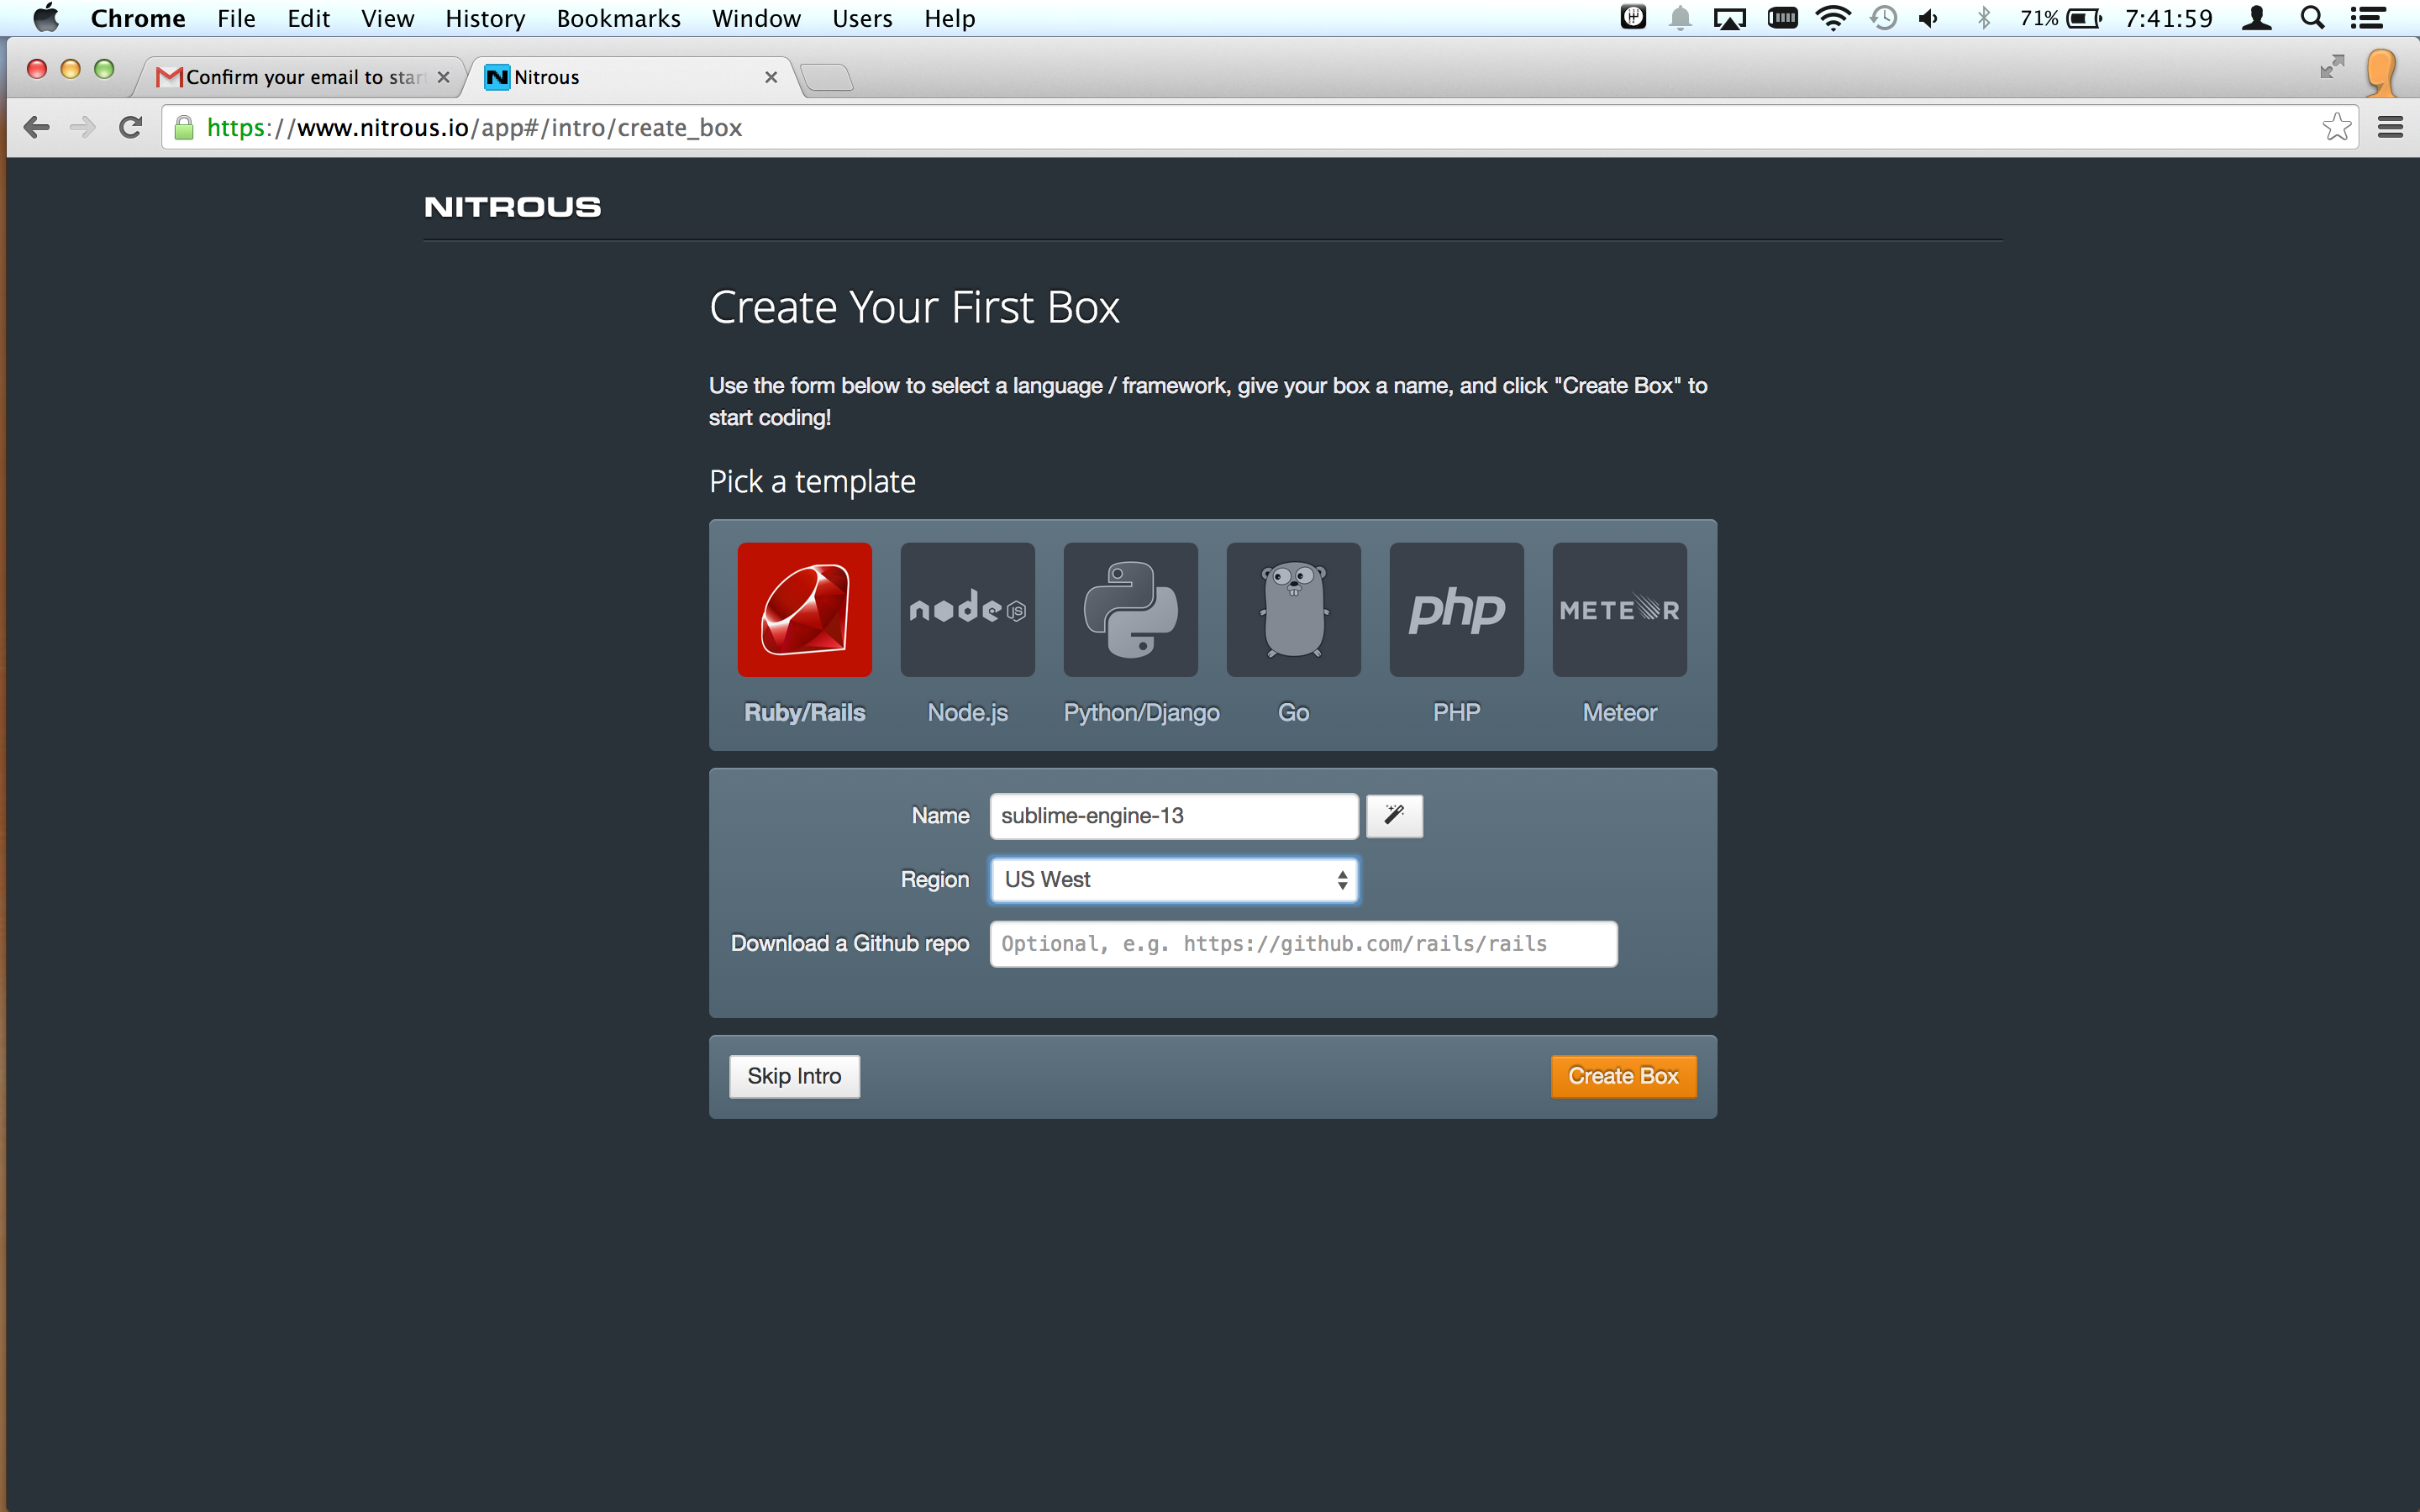 Chrome File Edit View History Bookmarks Window Users Help 71% 7:41:59
Confirm your email to star Nitrous
https://www.nitrous.io/app#/intro/create_box
NITROUS
Create Your First Box
Use the form below to select a language / framework, give your box a name, and click "Create Box" to
start coding!
Pick a template
node JS php METEOR
Ruby/Rails Node.js Python/Django Go PHP Meteor
Name sublime-engine-13
Region US West
Download a Github repo Optional, e.g. https://github.com/rails/rails
Skip Intro Create Box